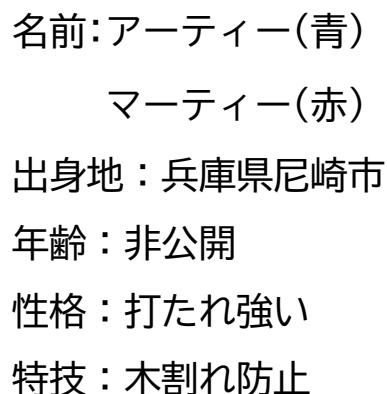 名前:アーティー(青)
マーティー(赤)
出身地：兵庫県尼崎市
年齢：非公開
性格：打たれ強い
特技：木割れ防止